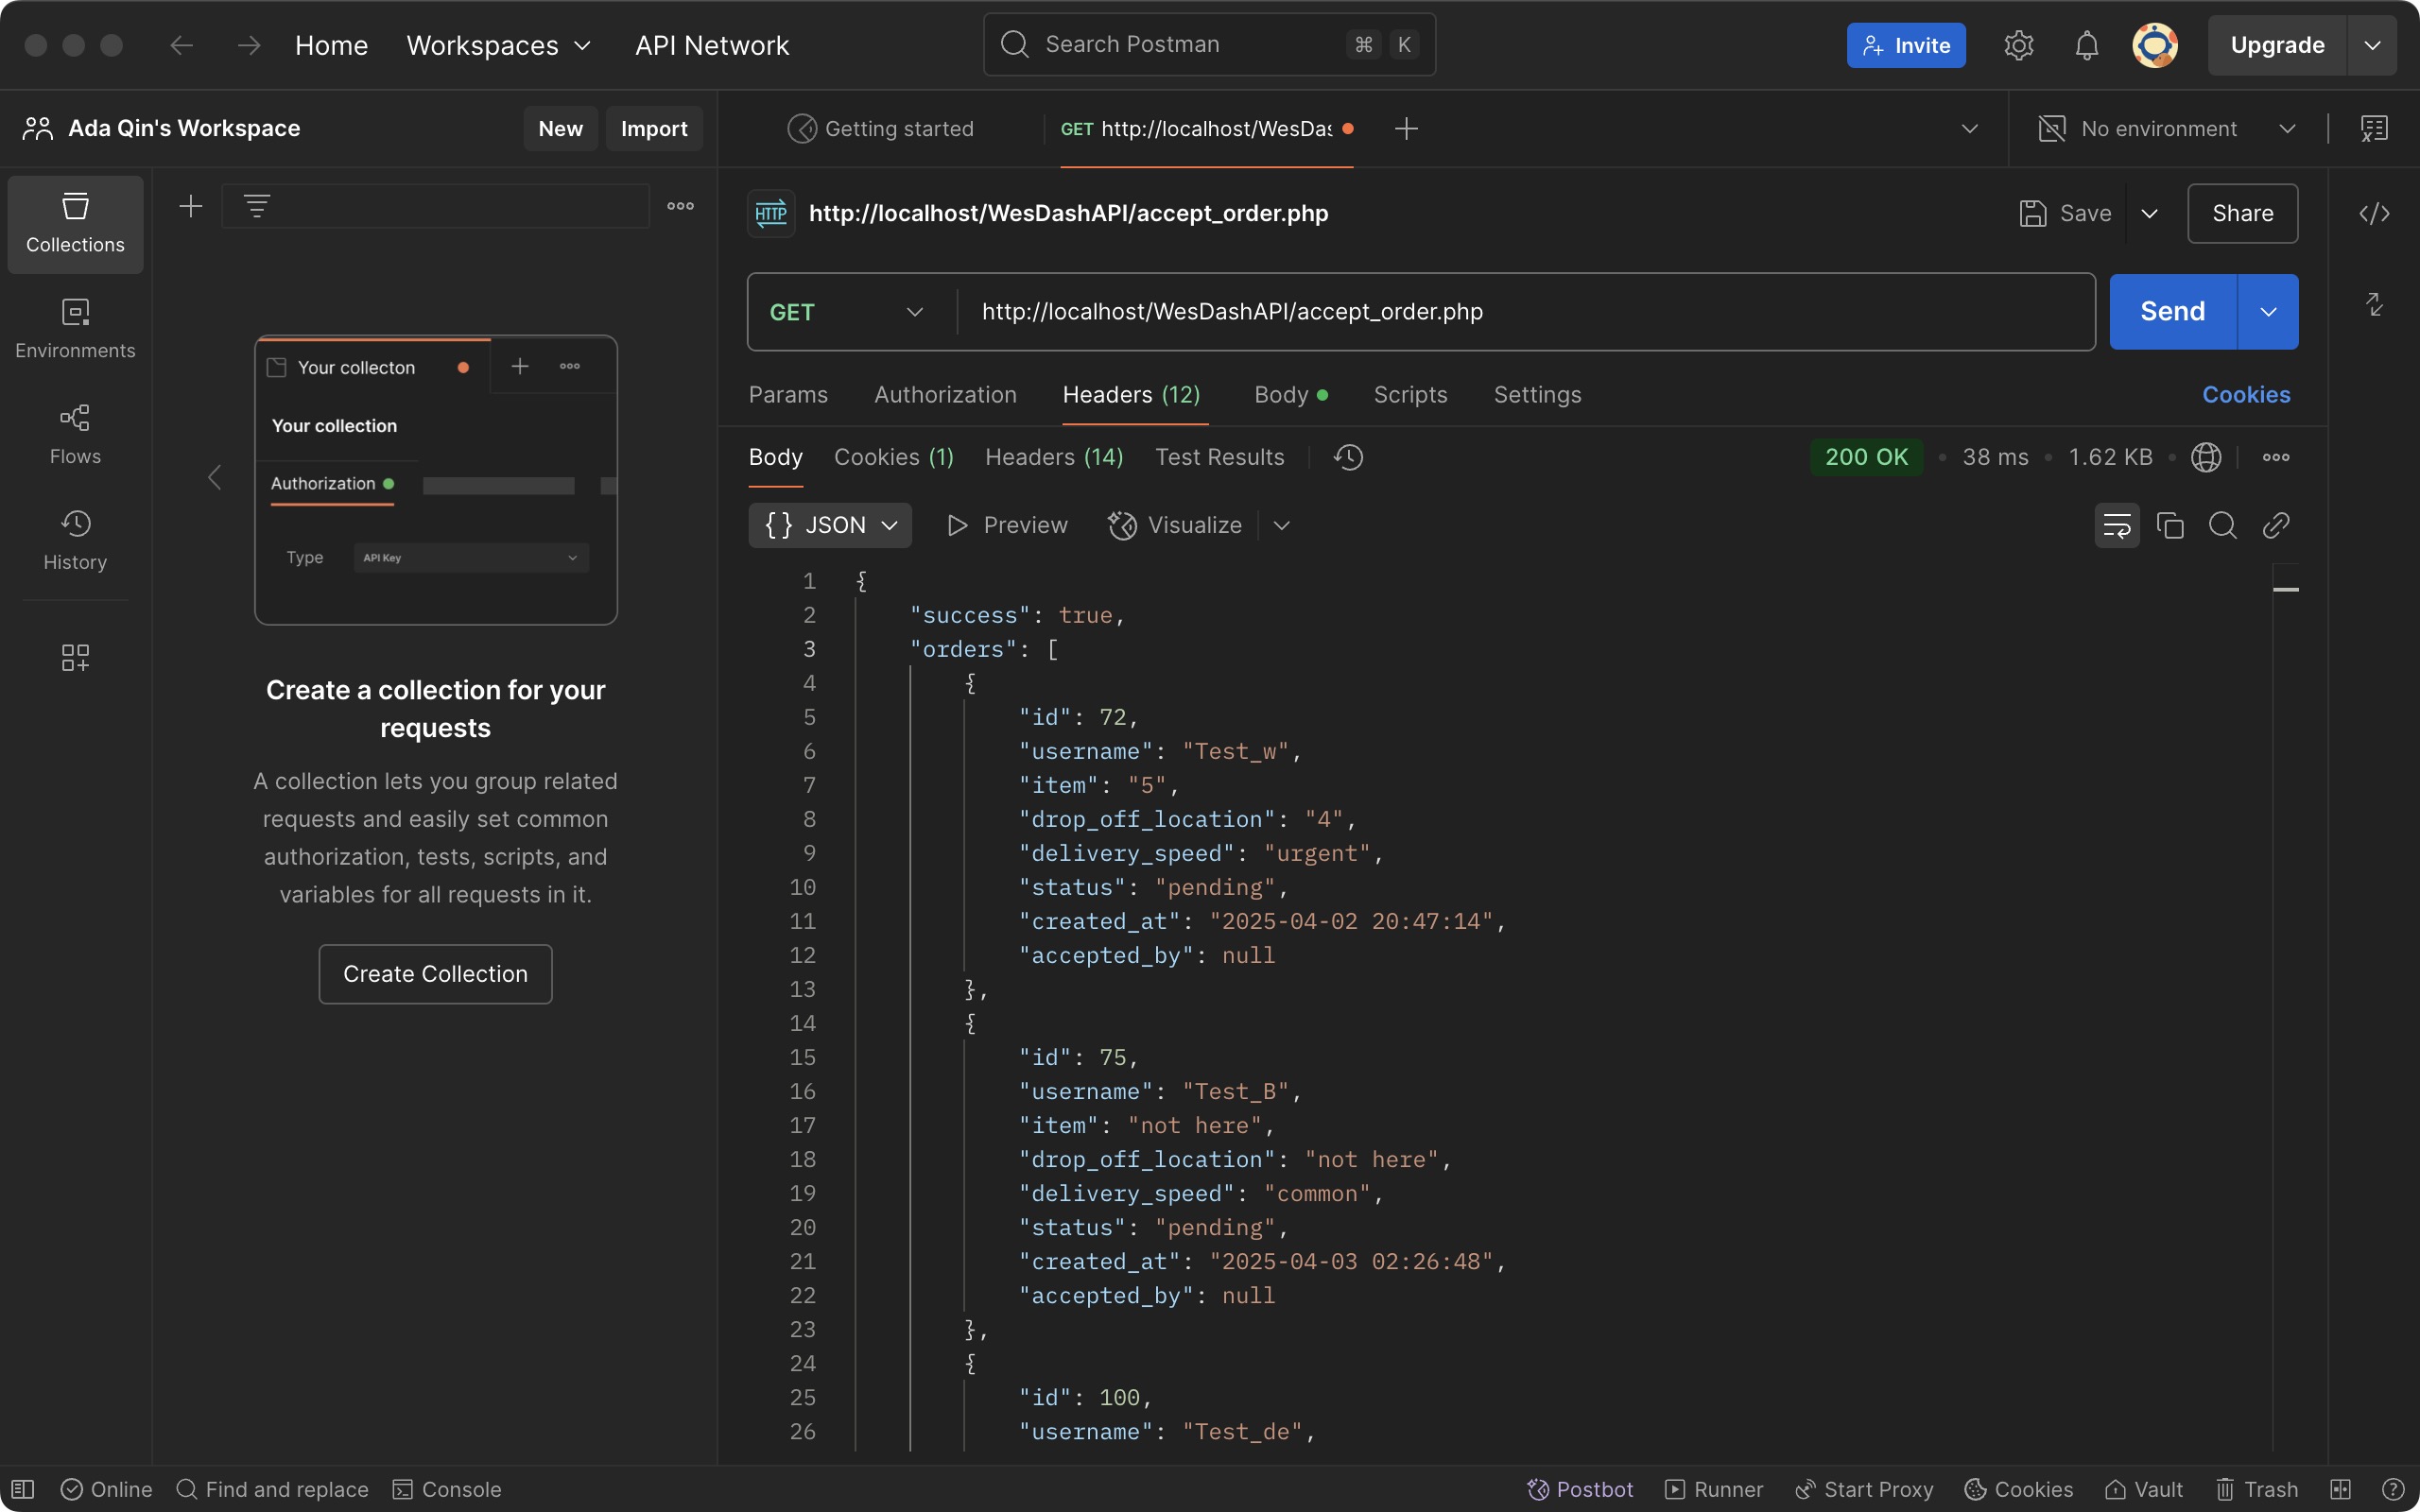 Home Workspaces API Network Search Postman ⌘ K Invite Upgrade
Ada Qin's Workspace New Import
Getting started GET http://localhost/WesDas No environment
Collections
Environments
Flows
History
Your collecton
Your collection
Authorization
Type API Key
Create a collection for your
requests
A collection lets you group related
requests and easily set common
authorization, tests, scripts, and
variables for all requests in it.
Create Collection
HTTP http://localhost/WesDashAPI/accept_order.php Save Share
GET http://localhost/WesDashAPI/accept_order.php Send
Params Authorization Headers (12) Body Scripts Settings Cookies
Body Cookies (1) Headers (14) Test Results 200 OK • 38 ms • 1.62 KB •
{} JSON Preview Visualize
1 {
2 "success": true,
3 "orders": [
4 {
5 "id": 72,
6 "username": "Test_w",
7 "item": "5",
8 "drop_off_location": "4",
9 "delivery_speed": "urgent",
10 "status": "pending",
11 "created_at": "2025-04-02 20:47:14",
12 "accepted_by": null
13 },
14 {
15 "id": 75,
16 "username": "Test_B",
17 "item": "not here",
18 "drop_off_location": "not here",
19 "delivery_speed": "common",
20 "status": "pending",
21 "created_at": "2025-04-03 02:26:48",
22 "accepted_by": null
23 },
24 {
25 "id": 100,
26 "username": "Test_de",
Online Find and replace Console Postbot Runner Start Proxy Cookies Vault Trash